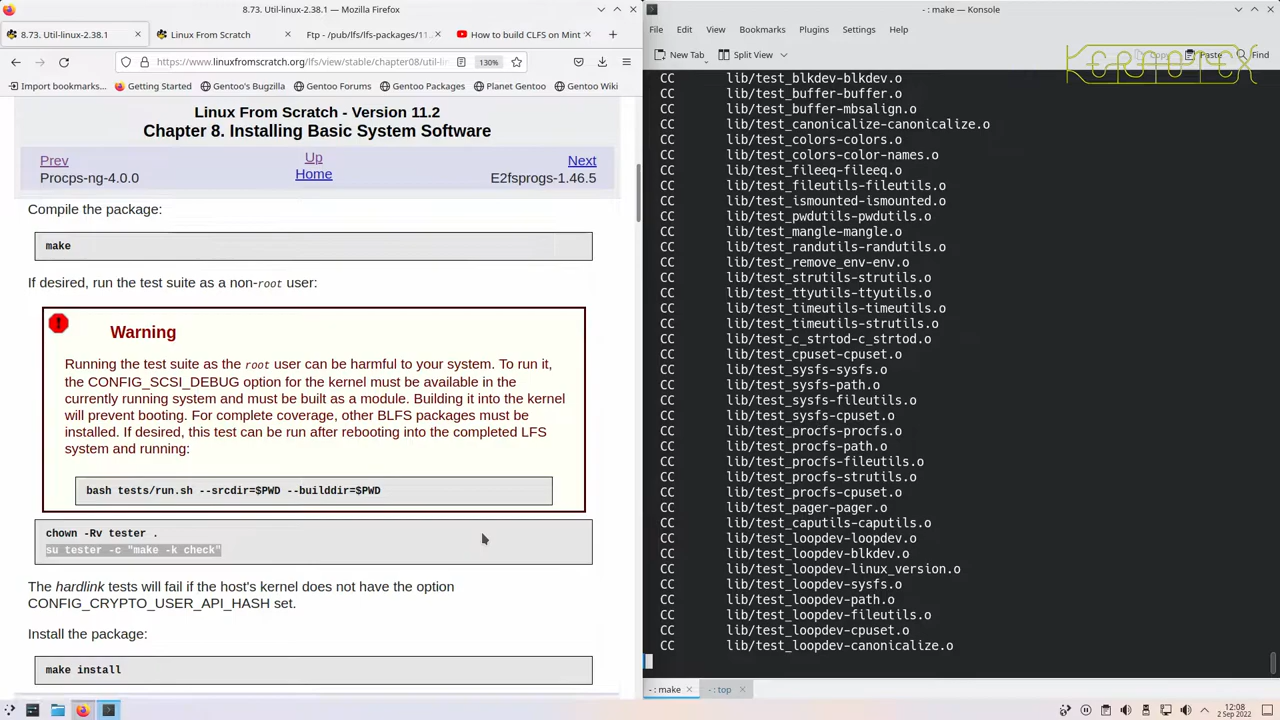 8.73. Util-linux-2.38.1 — Mozilla Firefox
8.73. Util-linux-2.38.1
Linux From Scratch
Ftp - /pub/lfs/lfs-packages/11.
How to build CLFS on Mint
https://www.linuxfromscratch.org/lfs/view/stable/chapter08/util-lin
130%
Import bookmarks...
Getting Started
Gentoo's Bugzilla
Gentoo Forums
Gentoo Packages
Planet Gentoo
Gentoo Wiki
Linux From Scratch - Version 11.2
Chapter 8. Installing Basic System Software
Prev
Up
Next
Procps-ng-4.0.0
Home
E2fsprogs-1.46.5
Compile the package:
make
If desired, run the test suite as a non-root user:
Warning
Running the test suite as the root user can be harmful to your system. To run it,
the CONFIG_SCSI_DEBUG option for the kernel must be available in the
currently running system and must be built as a module. Building it into the kernel
will prevent booting. For complete coverage, other BLFS packages must be
installed. If desired, this test can be run after rebooting into the completed LFS
system and running:
bash tests/run.sh --srcdir=$PWD --builddir=$PWD
chown -Rv tester .
su tester -c "make -k check"
The hardlink tests will fail if the host's kernel does not have the option
CONFIG_CRYPTO_USER_API_HASH set.
Install the package:
make install
- : make — Konsole
File Edit View Bookmarks Plugins Settings Help
New Tab Split View Copy Paste Find
KERNOTEX
CC lib/test_blkdev-blkdev.o
CC lib/test_buffer-buffer.o
CC lib/test_buffer-mbsalign.o
CC lib/test_canonicalize-canonicalize.o
CC lib/test_colors-colors.o
CC lib/test_colors-color-names.o
CC lib/test_fileeq-fileeq.o
CC lib/test_fileutils-fileutils.o
CC lib/test_ismounted-ismounted.o
CC lib/test_pwdutils-pwdutils.o
CC lib/test_mangle-mangle.o
CC lib/test_randutils-randutils.o
CC lib/test_remove_env-env.o
CC lib/test_strutils-strutils.o
CC lib/test_ttyutils-ttyutils.o
CC lib/test_timeutils-timeutils.o
CC lib/test_timeutils-strutils.o
CC lib/test_c_strtod-c_strtod.o
CC lib/test_cpuset-cpuset.o
CC lib/test_sysfs-sysfs.o
CC lib/test_sysfs-path.o
CC lib/test_sysfs-fileutils.o
CC lib/test_sysfs-cpuset.o
CC lib/test_procfs-procfs.o
CC lib/test_procfs-path.o
CC lib/test_procfs-fileutils.o
CC lib/test_procfs-strutils.o
CC lib/test_procfs-cpuset.o
CC lib/test_pager-pager.o
CC lib/test_caputils-caputils.o
CC lib/test_loopdev-loopdev.o
CC lib/test_loopdev-blkdev.o
CC lib/test_loopdev-linux_version.o
CC lib/test_loopdev-sysfs.o
CC lib/test_loopdev-path.o
CC lib/test_loopdev-fileutils.o
CC lib/test_loopdev-cpuset.o
CC lib/test_loopdev-canonicalize.o
- : make
- : top
12:08
2 Sep 2022